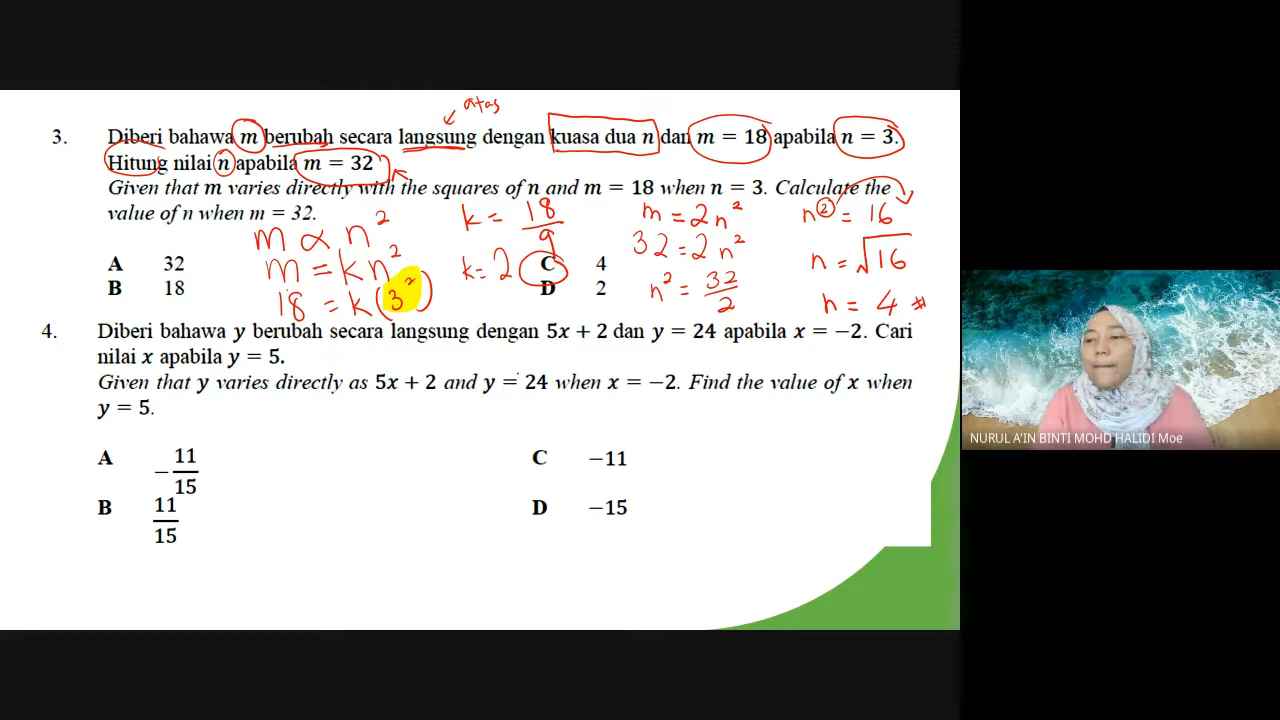 atas
3. Diberi bahawa m berubah secara langsung dengan kuasa dua n dan m = 18 apabila n = 3.
Hitung nilai n apabila m = 32
Given that m varies directly with the squares of n and m = 18 when n = 3. Calculate the
value of n when m = 32.
m ∝ n²
m = kn²
18 = k(3²)
k = 18/9
k = 2
m = 2n²
32 = 2n²
n² = 32/2
n² = 16
n = √16
n = 4 #
A 32 C 4
B 18 D 2
4. Diberi bahawa y berubah secara langsung dengan 5x + 2 dan y = 24 apabila x = −2. Cari
nilai x apabila y = 5.
Given that y varies directly as 5x + 2 and y = 24 when x = −2. Find the value of x when
y = 5.
A −11/15 C −11
B 11/15 D −15
NURUL A'IN BINTI MOHD HALIDI Moe